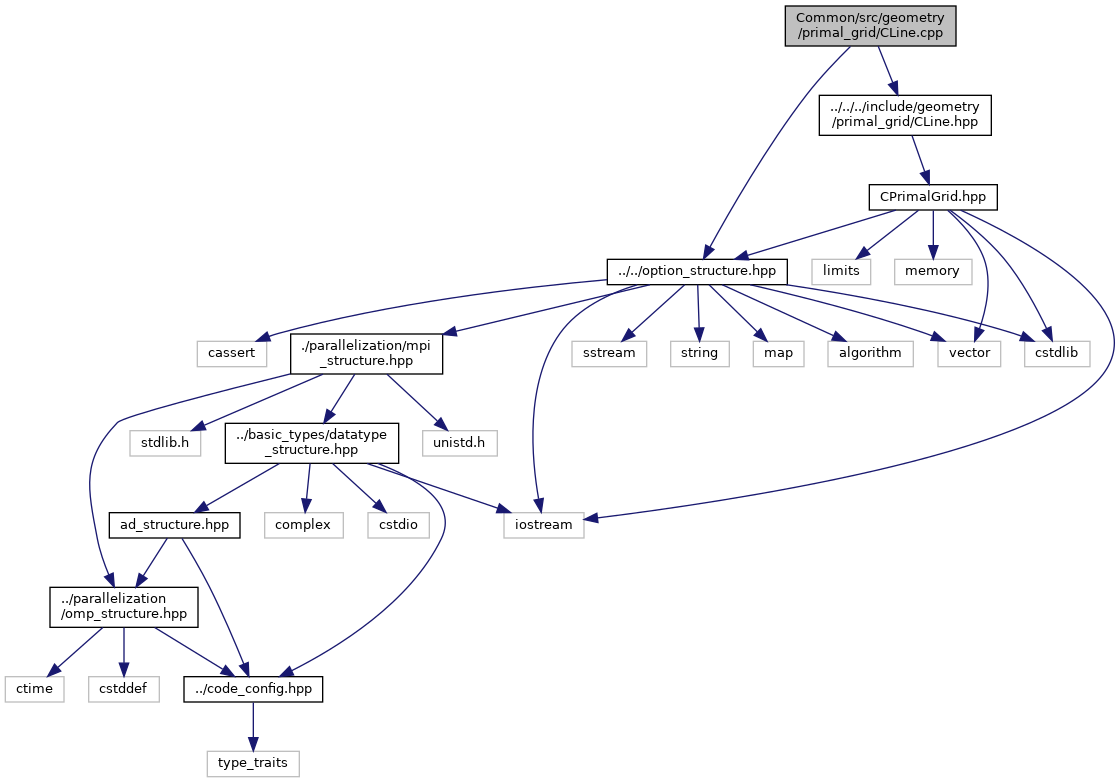 Common/src/geometry
/primal_grid/CLine.cpp
../../../include/geometry
/primal_grid/CLine.hpp
CPrimalGrid.hpp
../../option_structure.hpp
limits
memory
cassert
./parallelization/mpi
_structure.hpp
sstream
string
map
algorithm
vector
cstdlib
stdlib.h
../basic_types/datatype
_structure.hpp
unistd.h
ad_structure.hpp
complex
cstdio
iostream
../parallelization
/omp_structure.hpp
ctime
cstddef
../code_config.hpp
type_traits